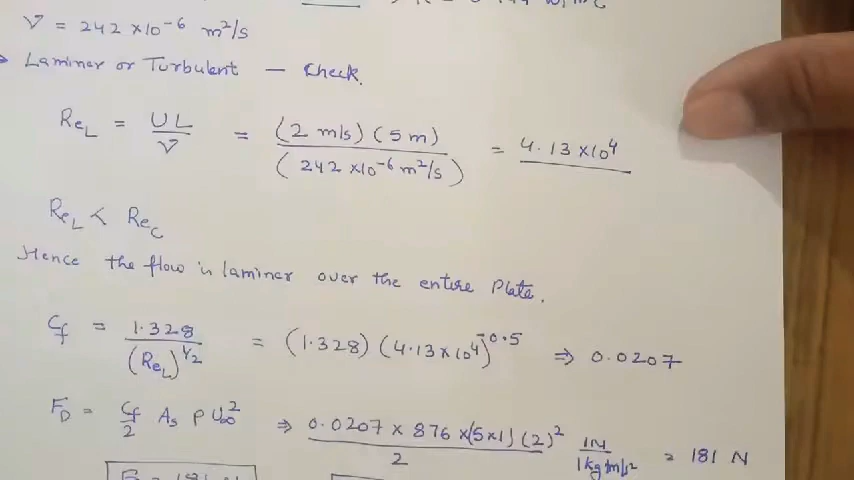 ν = 242 ×10⁻⁶ m²/s
Laminer or Turbulent — Check.
Re_L = UL/ν = (2 m/s) (5 m) / (242 ×10⁻⁶ m²/s) = 4.13 ×10⁴
Re_L < Re_C
Hence the flow is laminer over the entire Plate.
C_f = 1.328/(Re_L)^½ = (1.328) (4.13 ×10⁴)^-0.5 ⇒ 0.0207
F_D = C_f/2 A_s ρ U_∞² ⇒ 0.0207 × 876 ×(5×1) (2)² / 2 1N / 1kg m/s² = 181 N